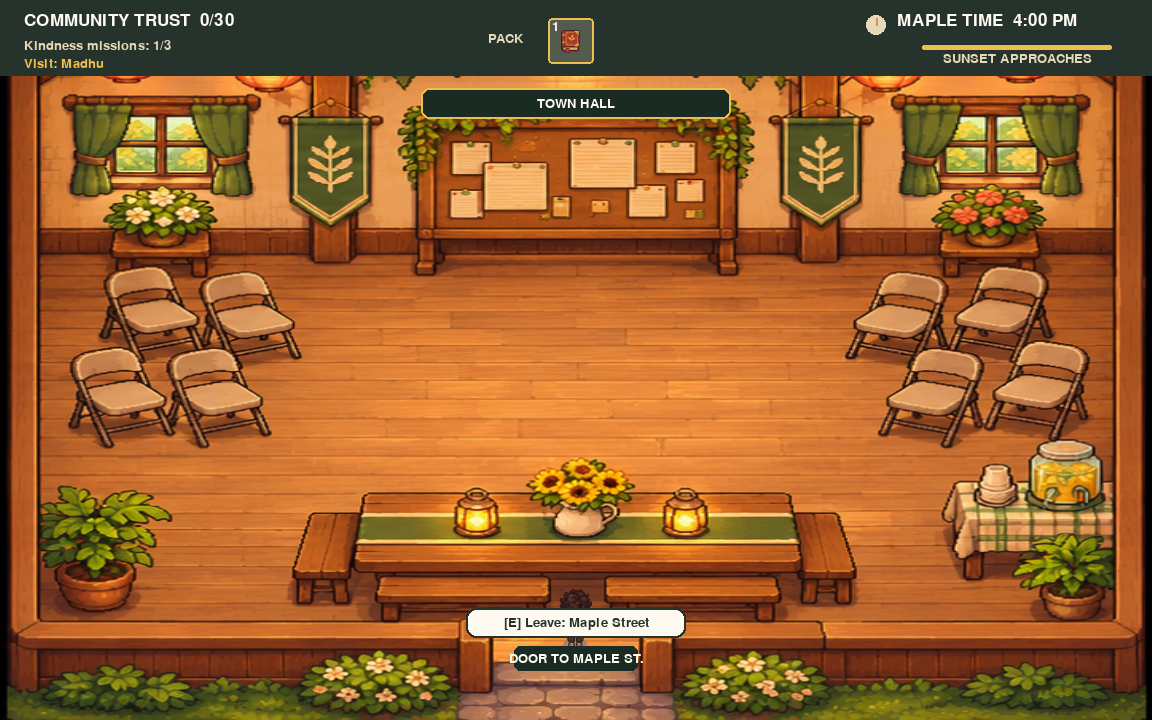 COMMUNITY TRUST 0/30
Kindness missions: 1/3
Visit: Madhu
PACK
1
MAPLE TIME 4:00 PM
SUNSET APPROACHES
TOWN HALL
[E] Leave: Maple Street
DOOR TO MAPLE ST.